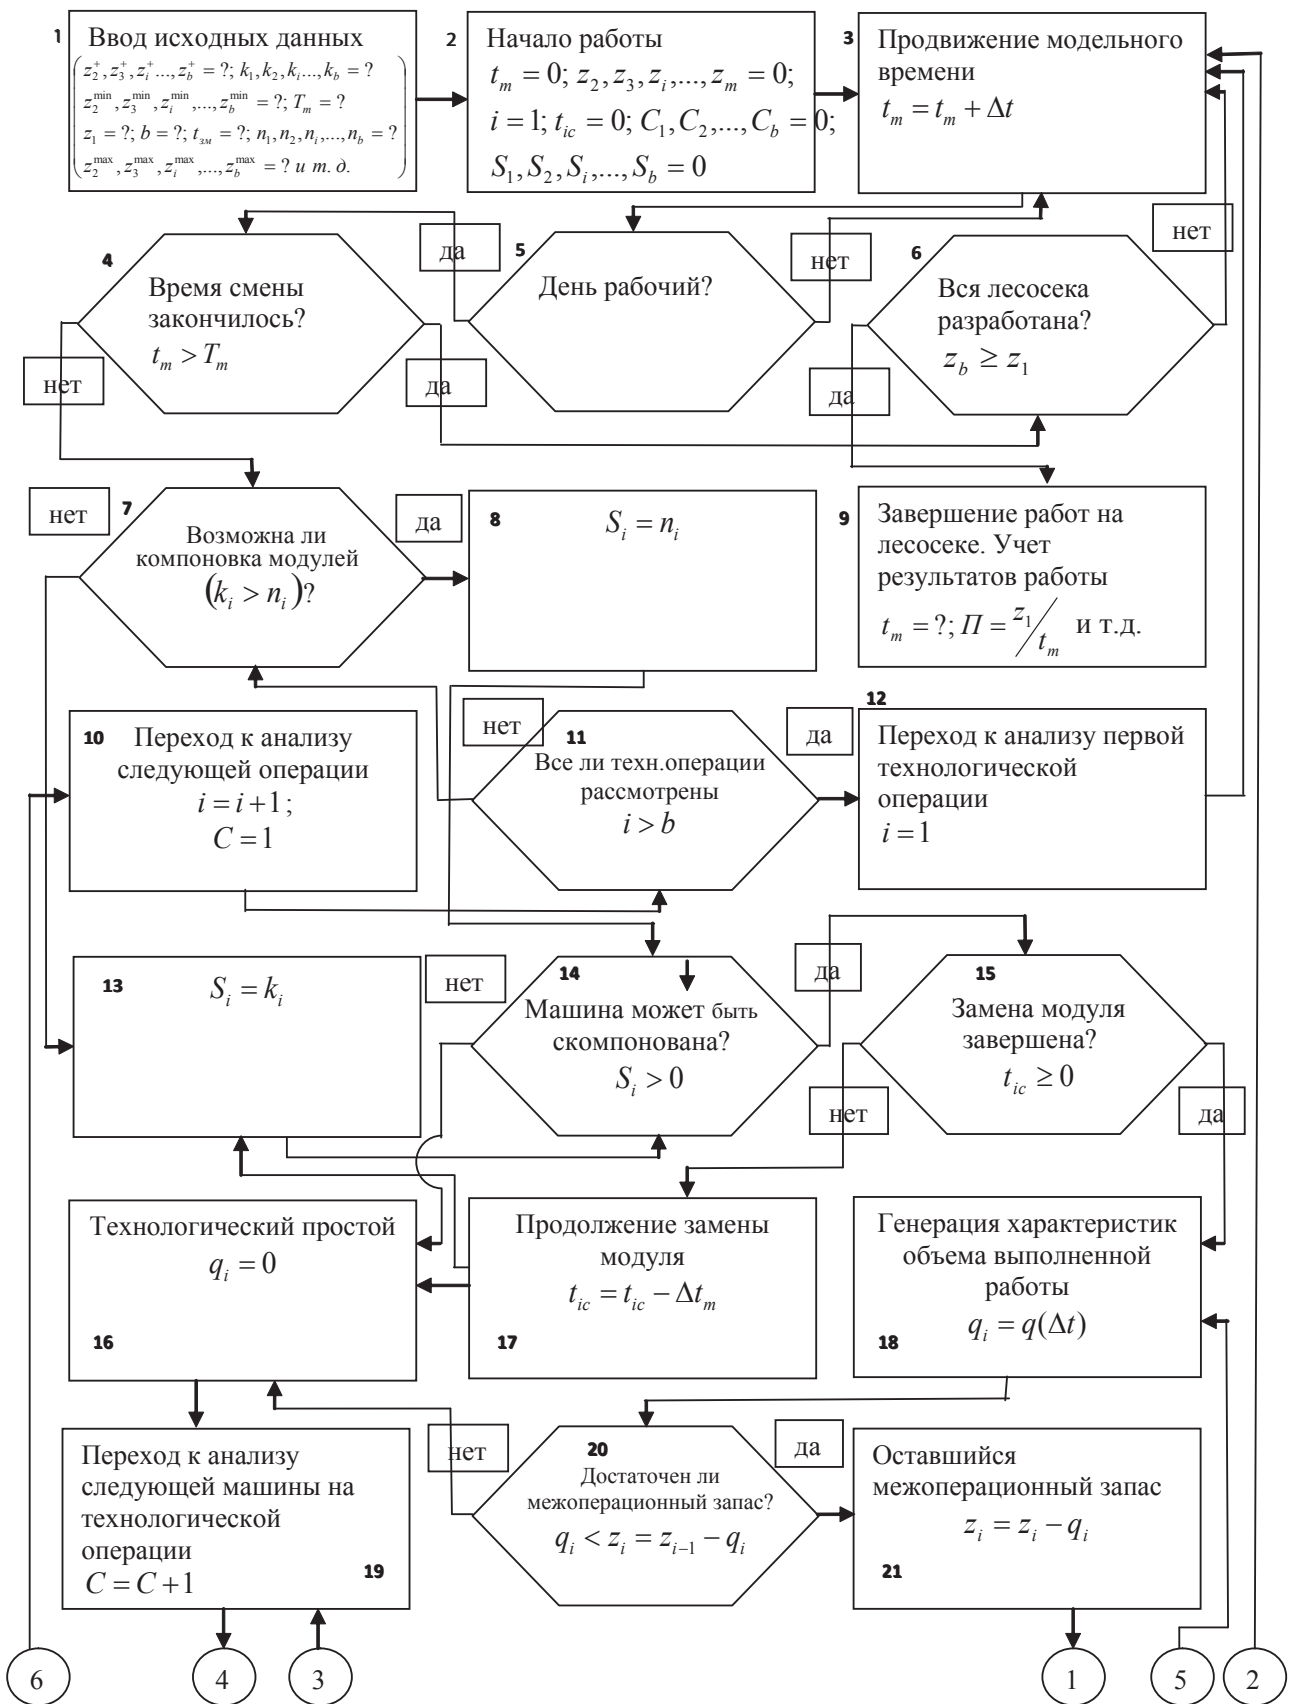 1
Ввод исходных данных
z₂⁺, z₃⁺, zᵢ⁺..., z_b⁺ = ?; k₁, k₂, kᵢ..., k_b = ?
z₂^min, z₃^min, zᵢ^min,..., z_b^min = ?; T_m = ?
z₁ = ?; b = ?; t_зм = ?; n₁, n₂, nᵢ,..., n_b = ?
z₂^max, z₃^max, zᵢ^max,..., z_b^max = ? и т. д.
2
Начало работы
t_m = 0; z₂, z₃, zᵢ,..., z_m = 0;
i = 1; t_ic = 0; C₁, C₂,..., C_b = 0;
S₁, S₂, Sᵢ,..., S_b = 0
3
Продвижение модельного
времени
t_m = t_m + Δt
4
Время смены
закончилось?
t_m > T_m
нет
да
5
День рабочий?
да
нет
6
Вся лесосека
разработана?
z_b ≥ z₁
нет
да
7
Возможна ли
компоновка модулей
(kᵢ > nᵢ)?
нет
да
8
Sᵢ = nᵢ
9
Завершение работ на
лесосеке. Учет
результатов работы
t_m = ?; П = z₁/t_m и т.д.
10
Переход к анализу
следующей операции
i = i + 1;
C = 1
11
Все ли техн.операции
рассмотрены
i > b
нет
да
12
Переход к анализу первой
технологической
операции
i = 1
13
Sᵢ = kᵢ
14
Машина может быть
скомпонована?
Sᵢ > 0
нет
да
15
Замена модуля
завершена?
t_ic ≥ 0
нет
да
Технологический простой
qᵢ = 0
16
Продолжение замены
модуля
t_ic = t_ic − Δt_m
17
Генерация характеристик
объема выполненной
работы
qᵢ = q(Δt)
18
Переход к анализу
следующей машины на
технологической
операции
C = C + 1
19
20
Достаточен ли
межоперационный запас?
qᵢ < zᵢ = zᵢ₋₁ − qᵢ
нет
да
Оставшийся
межоперационный запас
zᵢ = zᵢ − qᵢ
21
6
4
3
1
5
2